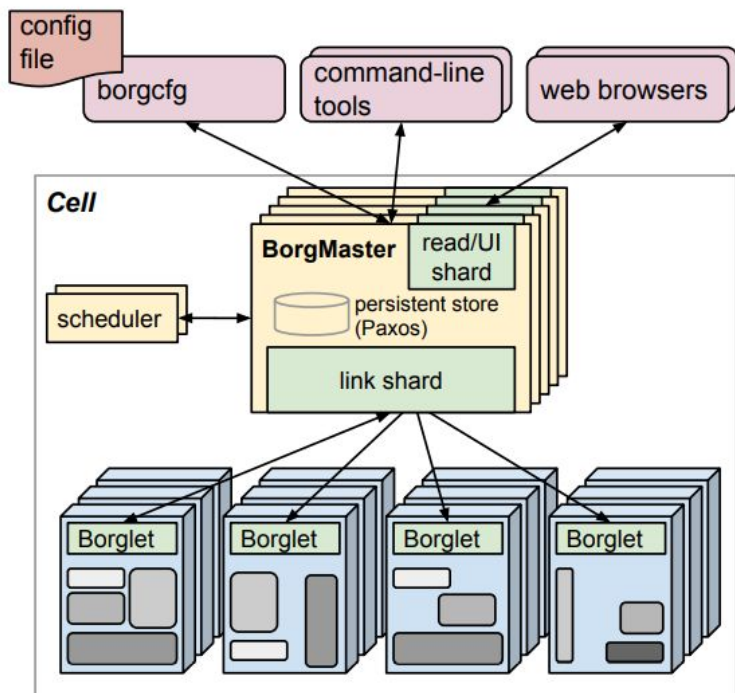 config
file
borgcfg
command-line
tools
web browsers
Cell
BorgMaster
read/UI
shard
persistent store
(Paxos)
scheduler
link shard
Borglet
Borglet
Borglet
Borglet